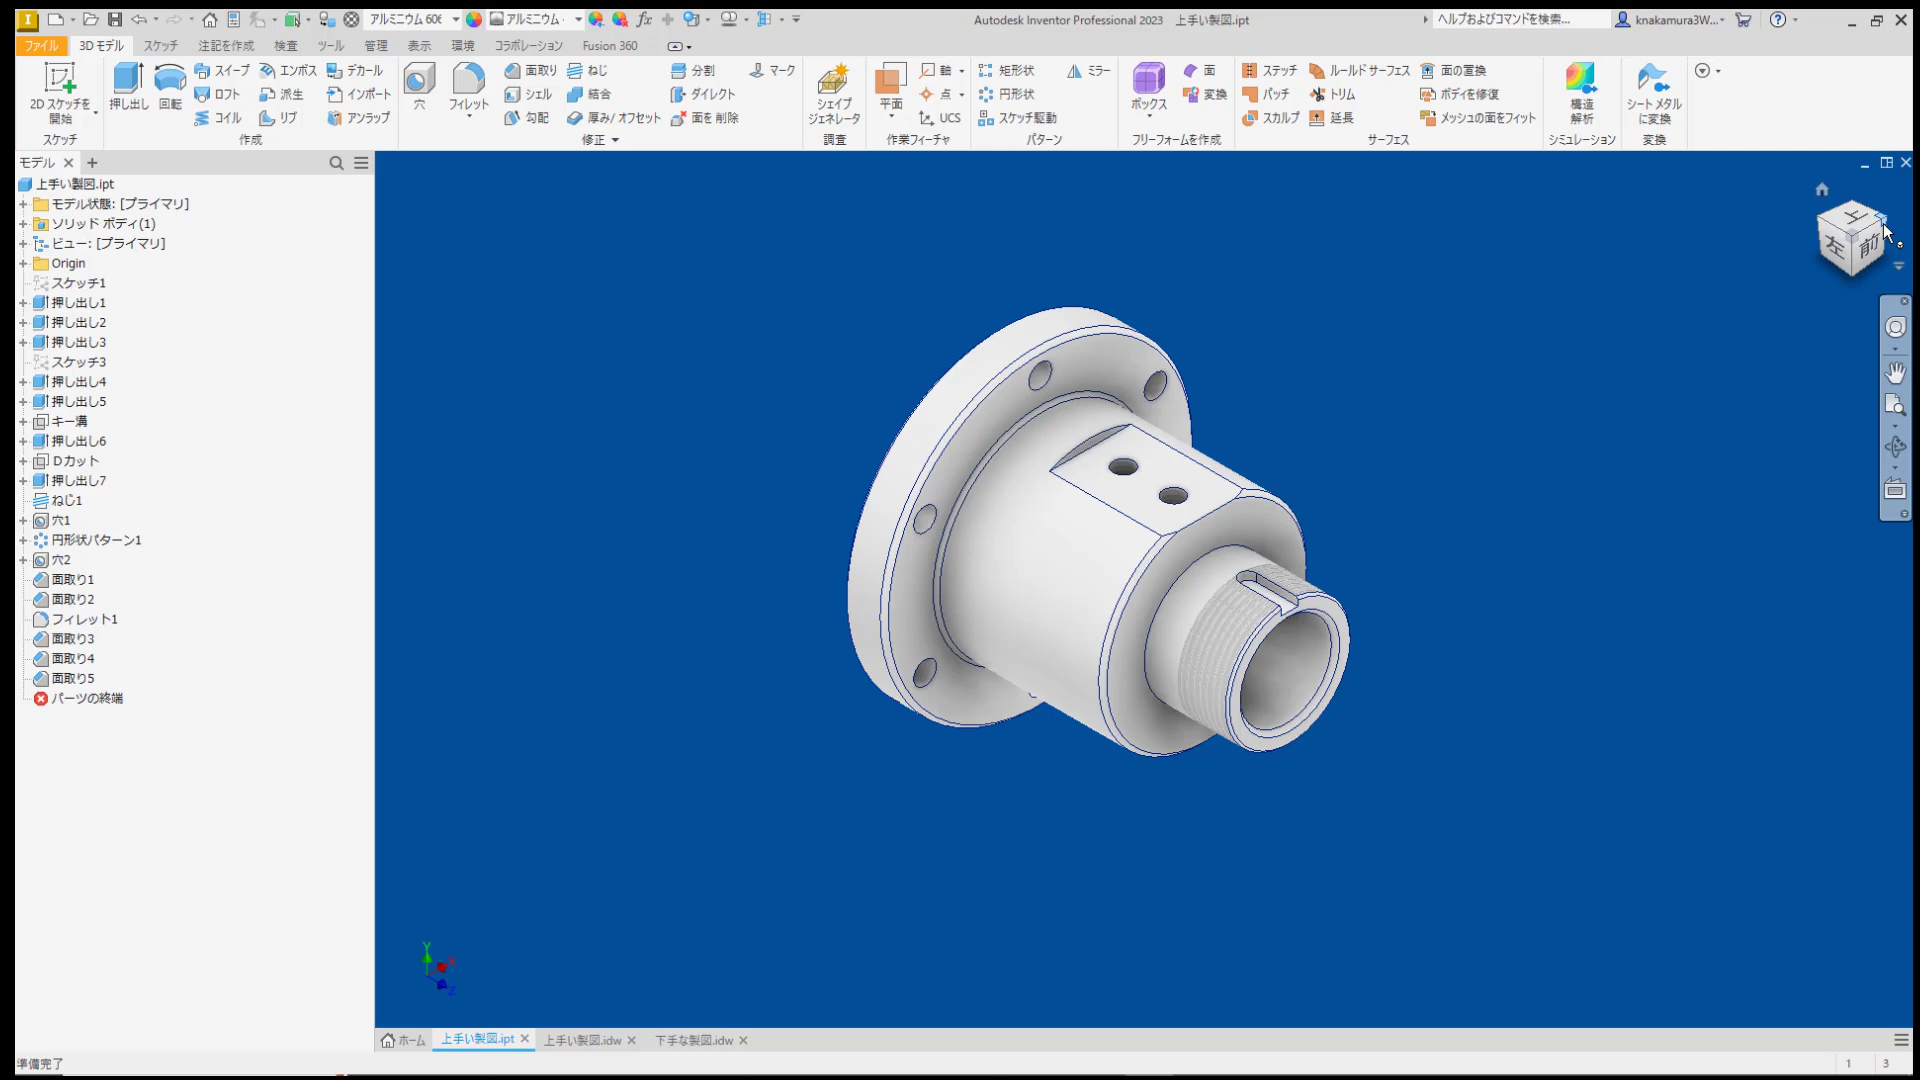 アルミニウム 606
アルミニウム
fx
Autodesk Inventor Professional 2023 上手い製図.ipt
ヘルプおよびコマンドを検索...
knakamura3W...
ファイル 3D モデル スケッチ 注記を作成 検査 ツール 管理 表示 環境 コラボレーション Fusion 360
2D スケッチを
開始
スケッチ
押し出し 回転
スイープ エンボス デカール
ロフト 派生 インポート
コイル リブ アンラップ
作成
穴 フィレット
面取り ねじ 分割 マーク
シェル 結合 ダイレクト
勾配 厚み/ オフセット 面を 削除
修正
シェイプ
ジェネレータ
調査
平面
軸
点
UCS
作業フィーチャ
矩形状 ミラー
円形状
スケッチ駆動
パターン
ボックス
面
変換
フリーフォームを作成
ステッチ ルールド サーフェス 面の置換
パッチ トリム ボディを修復
スカルプ 延長 メッシュの面をフィット
サーフェス
構造
解析
シミュレーション
シート メタル
に変換
変換
モデル
上手い製図.ipt
モデル状態: [プライマリ]
ソリッド ボディ(1)
ビュー: [プライマリ]
Origin
スケッチ1
押し出し1
押し出し2
押し出し3
スケッチ3
押し出し4
押し出し5
キー溝
押し出し6
Dカット
押し出し7
ねじ1
穴1
円形状パターン1
穴2
面取り1
面取り2
フィレット1
面取り3
面取り4
面取り5
パーツの終端
上
左
前
Y
X
Z
ホーム 上手い製図.ipt 上手い製図.idw 下手な製図.idw
準備完了
1 3